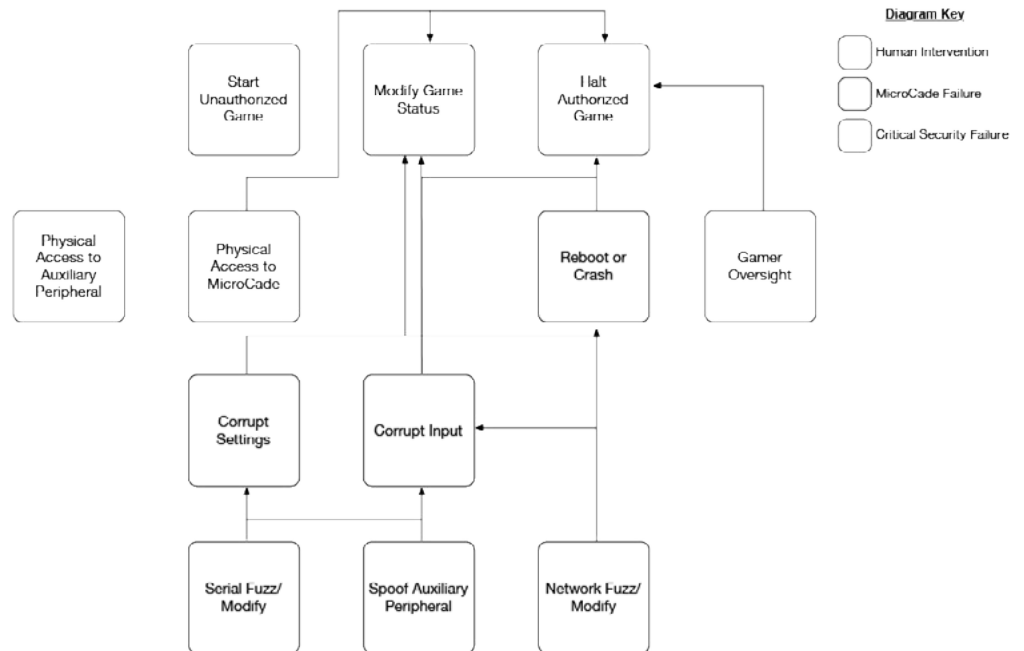 Diagram Key
Human Intervention
MicroCade Failure
Critical Security Failure
Start
Unauthorized
Game
Modify Game
Status
Halt
Authorized
Game
Physical
Access to
Auxiliary
Peripheral
Physical
Access to
MicroCade
Reboot or
Crash
Gamer
Oversight
Corrupt
Settings
Corrupt Input
Serial Fuzz/
Modify
Spoof Auxiliary
Peripheral
Network Fuzz/
Modify